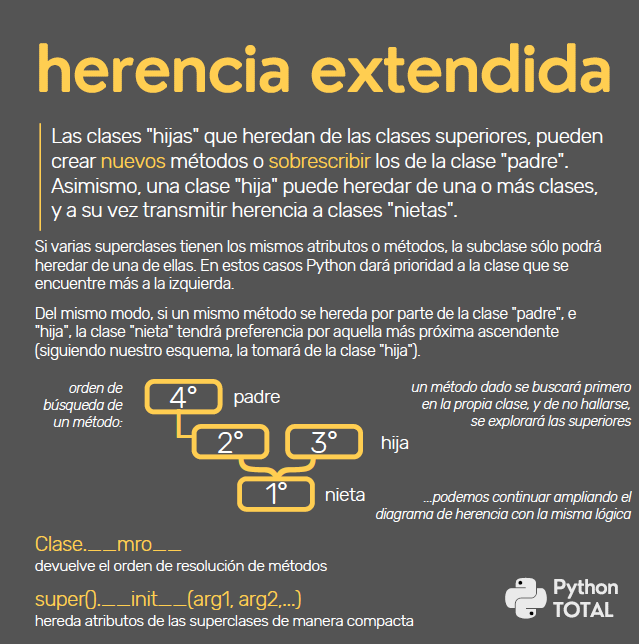 herencia extendida
Las clases "hijas" que heredan de las clases superiores, pueden
crear nuevos métodos o sobrescribir los de la clase "padre".
Asimismo, una clase "hija" puede heredar de una o más clases,
y a su vez transmitir herencia a clases "nietas".
Si varias superclases tienen los mismos atributos o métodos, la subclase sólo podrá
heredar de una de ellas. En estos casos Python dará prioridad a la clase que se
encuentre más a la izquierda.
Del mismo modo, si un mismo método se hereda por parte de la clase "padre", e
"hija", la clase "nieta" tendrá preferencia por aquella más próxima ascendente
(siguiendo nuestro esquema, la tomará de la clase "hija").
orden de
búsqueda de
un método:
4° padre
2° 3° hija
1° nieta
un método dado se buscará primero
en la propia clase, y de no hallarse,
se explorará las superiores
...podemos continuar ampliando el
diagrama de herencia con la misma lógica
Clase.__mro__
devuelve el orden de resolución de métodos
super().__init__(arg1, arg2,...)
hereda atributos de las superclases de manera compacta
Python
TOTAL